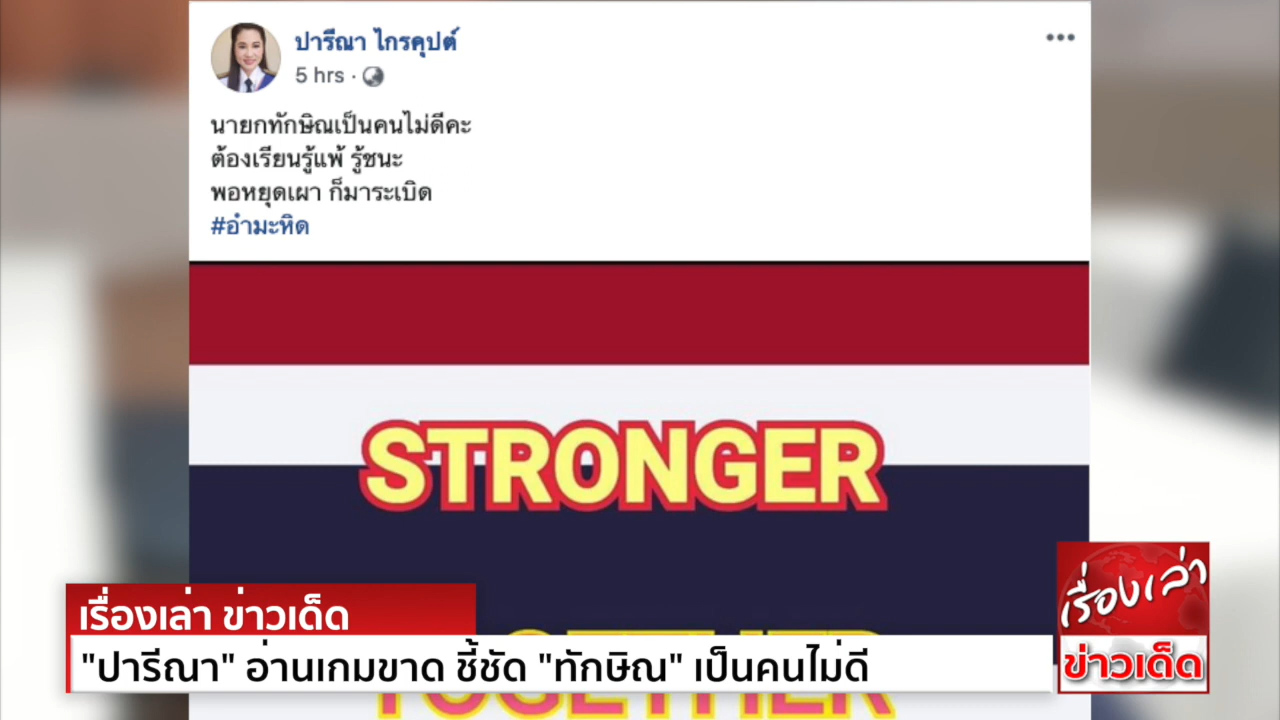 ปารีณา ไกรคุปต์
5 hrs ·
นายกทักษิณเป็นคนไม่ดีคะ
ต้องเรียนรู้แพ้ รู้ชนะ
พอหยุดเผา ก็มาระเบิด
#อำมะหิด
STRONGER
TOGETHER
เรื่องเล่า ข่าวเด็ด
"ปารีณา" อ่านเกมขาด ชี้ชัด "ทักษิณ" เป็นคนไม่ดี
เรื่องเล่า
ข่าวเด็ด